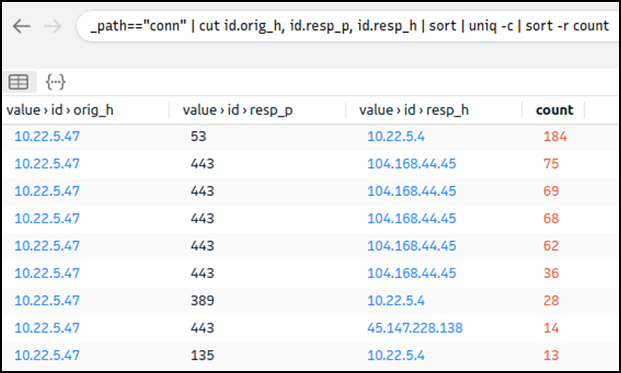 _path=="conn" | cut id.orig_h, id.resp_p, id.resp_h | sort | uniq -c | sort -r count
value › id › orig_h value › id › resp_p value › id › resp_h count
10.22.5.47 53 10.22.5.4 184
10.22.5.47 443 104.168.44.45 75
10.22.5.47 443 104.168.44.45 69
10.22.5.47 443 104.168.44.45 68
10.22.5.47 443 104.168.44.45 62
10.22.5.47 443 104.168.44.45 36
10.22.5.47 389 10.22.5.4 28
10.22.5.47 443 45.147.228.138 14
10.22.5.47 135 10.22.5.4 13